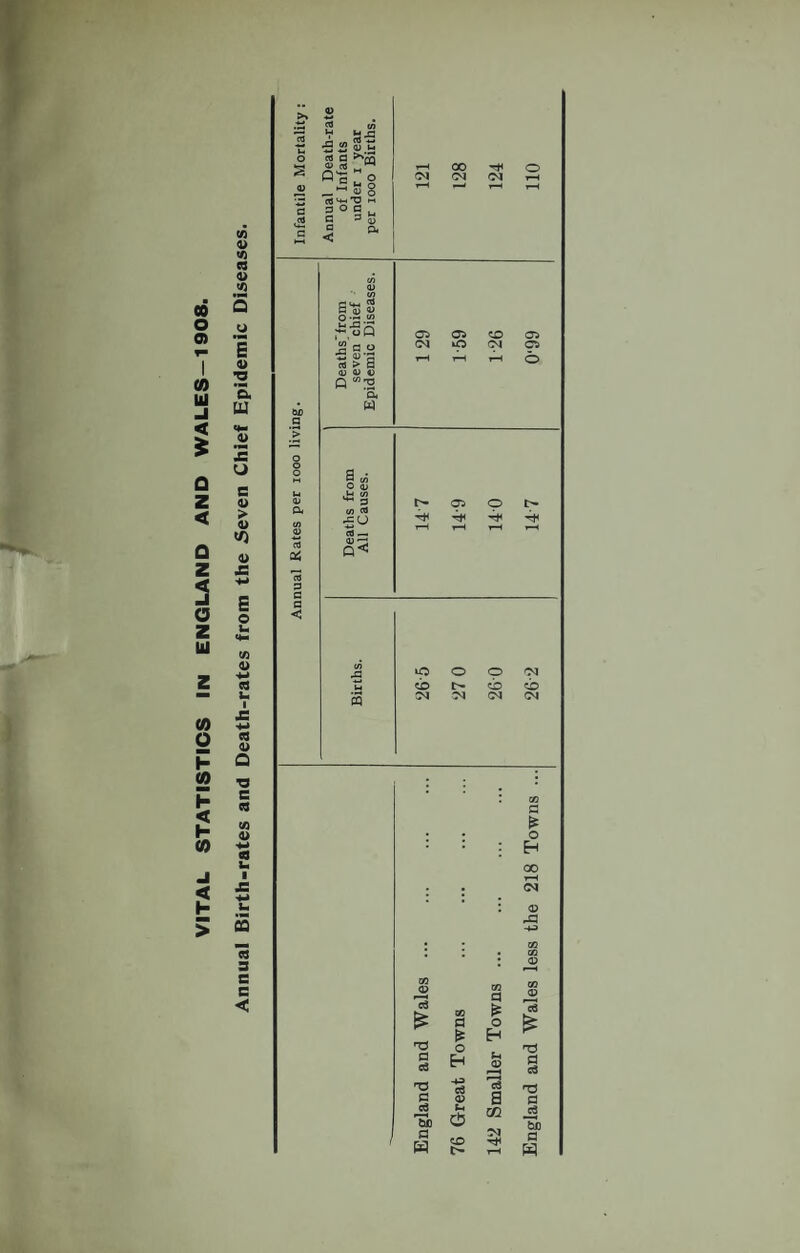 VITAL STATISTICS IN ENGLAND AND WALES—1908.
Annual Birth-rates and Death-rates from the Seven Chief Epidemic Diseases.
Annual Rates per 1000 living.
Infantile Mortality:
Annual Death-rate
of Infants
under 1 year
per 1000 Births.
Births.
Deaths from
All Causes.
Deaths from
seven chief
Epidemic Diseases.
England and Wales ... ... 26·5 14·7 1·29 121
76 Great Towns ... ... ... 27·0 14·9 1·59 128
142 Smaller Towns ... ... ... 26·0 14·0 1·26 124
England and Wales less the 218 Towns ... 26·2 14·7 0·99 110